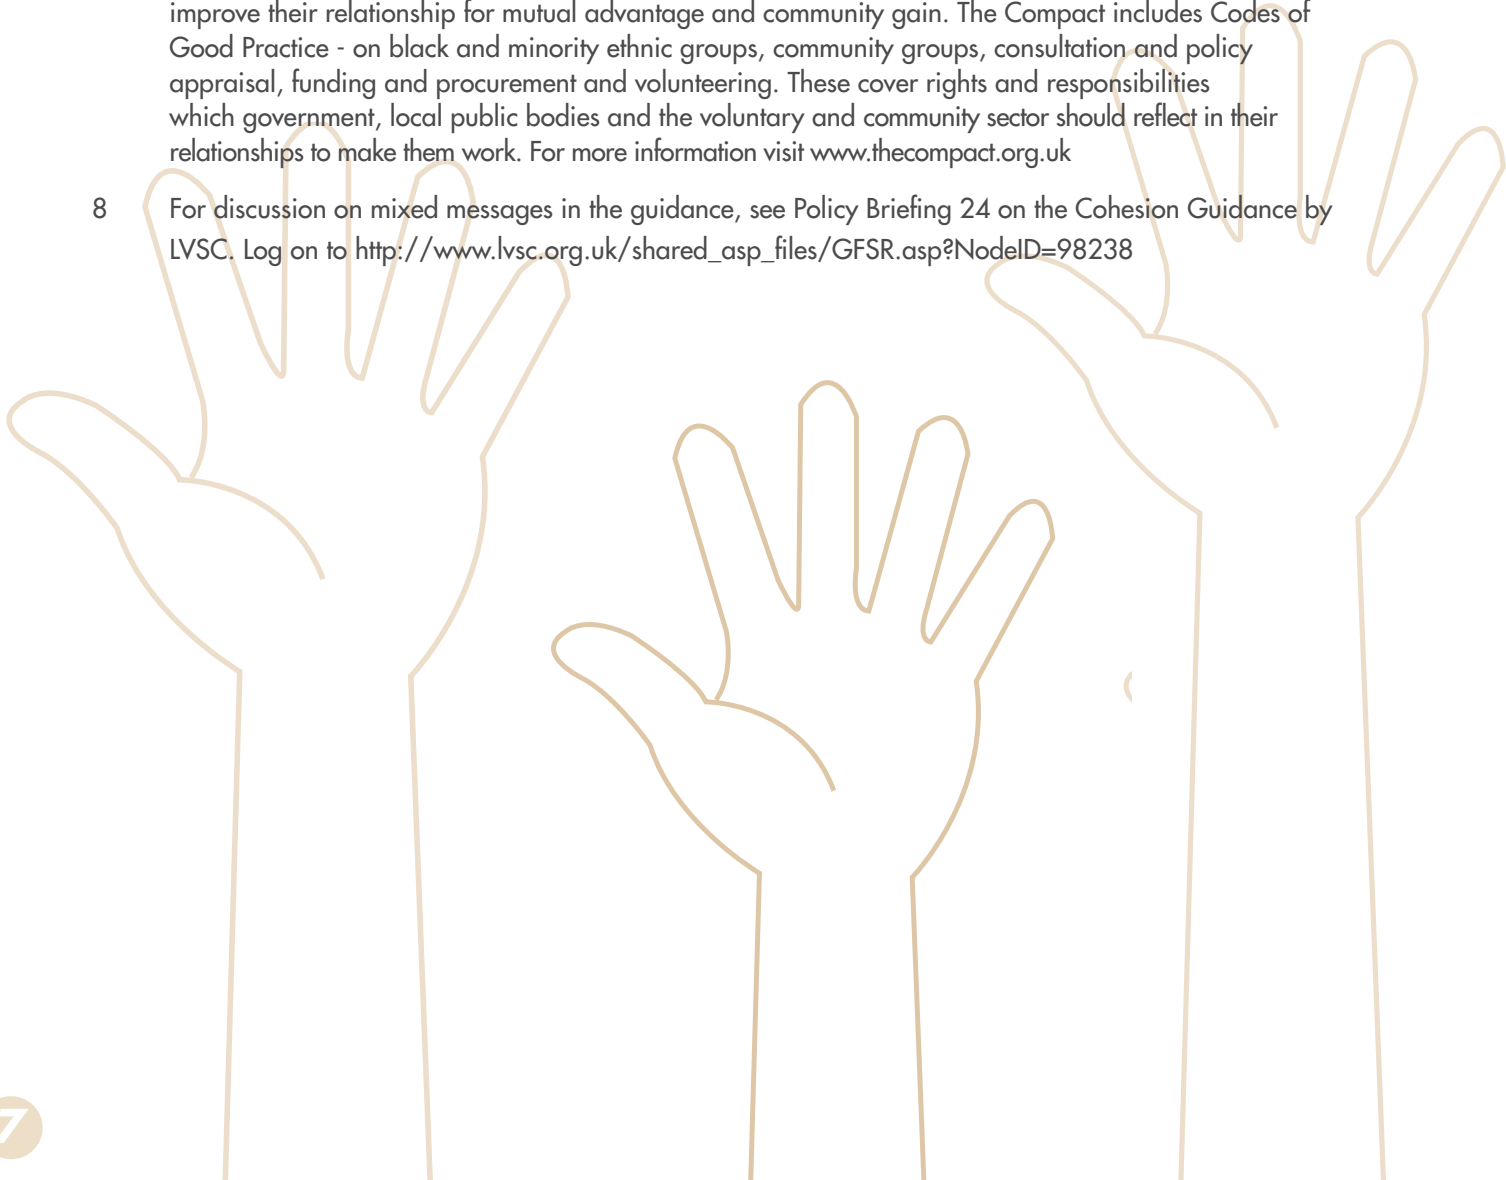 improve their relationship for mutual advantage and community gain. The Compact includes Codes of
Good Practice - on black and minority ethnic groups, community groups, consultation and policy
appraisal, funding and procurement and volunteering. These cover rights and responsibilities
which government, local public bodies and the voluntary and community sector should reflect in their
relationships to make them work. For more information visit www.thecompact.org.uk
8 For discussion on mixed messages in the guidance, see Policy Briefing 24 on the Cohesion Guidance by
LVSC. Log on to http://www.lvsc.org.uk/shared_asp_files/GFSR.asp?NodeID=98238
7